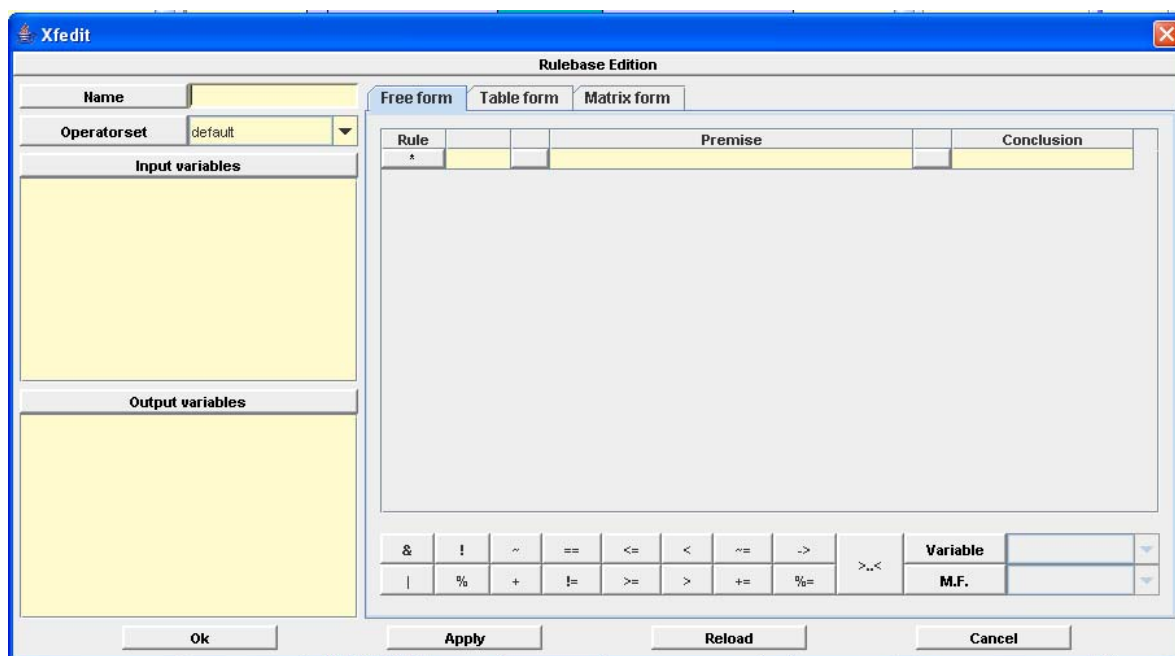 Xfedit
Rulebase Edition
Name
Operatorset default
Input variables
Output variables
Free form Table form Matrix form
Rule Premise Conclusion
*
& ! ~ == <= < ~= -> >..< Variable
| % + != >= > += %= M.F.
Ok Apply Reload Cancel